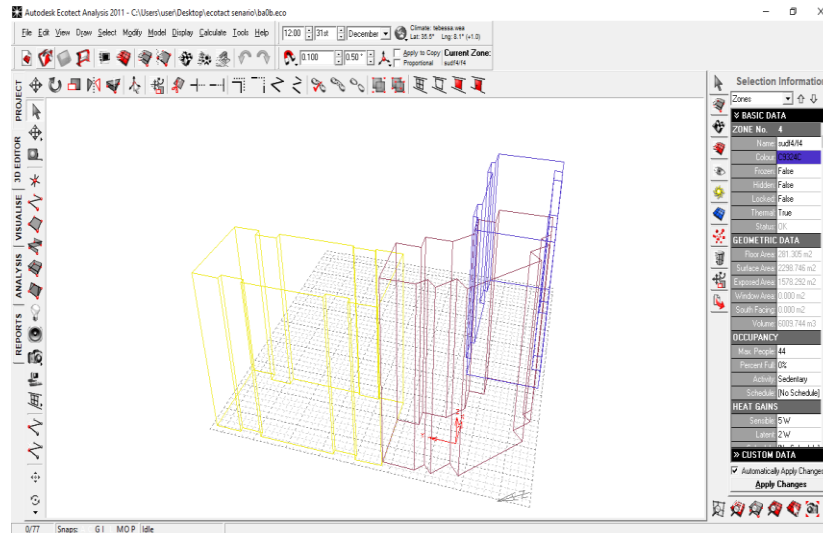 Autodesk Ecotect Analysis 2011 - C:\Users\user\Desktop\ecotact senario\ba0b.eco
File Edit View Draw Select Modify Model Display Calculate Tools Help
12:00 31st December
Climate: tebessa.wea
Lat: 35.5° Lng: 8.1° (+1.0)
0.100 0.50° Apply to Copy Current Zone:
Proportional sudf4/f4
PROJECT
3D EDITOR
VISUALISE
ANALYSIS
REPORTS
Selection Information
Zones
BASIC DATA
ZONE No. 4
Name sudf4/f4
Colour C9324C
Frozen False
Hidden False
Locked False
Thermal True
Status OK
GEOMETRIC DATA
Floor Area 281.305 m2
Surface Area 2298.746 m2
Exposed Area 1578.292 m2
Window Area 0.000 m2
South Facing 0.000 m2
Volume 6009.744 m3
OCCUPANCY
Max. People 44
Percent Full 0%
Activity Sedentary
Schedule [No Schedule]
HEAT GAINS
Sensible 5 W
Latent 2 W
CUSTOM DATA
Automatically Apply Changes
Apply Changes
0/77 Snaps: G I M O P Idle